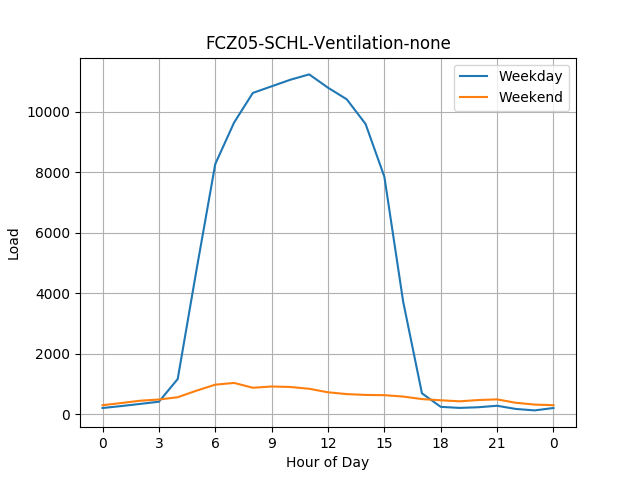 FCZ05-SCHL-Ventilation-none
Weekday
Weekend
10000
8000
6000
4000
2000
0
Load
0 3 6 9 12 15 18 21 0
Hour of Day